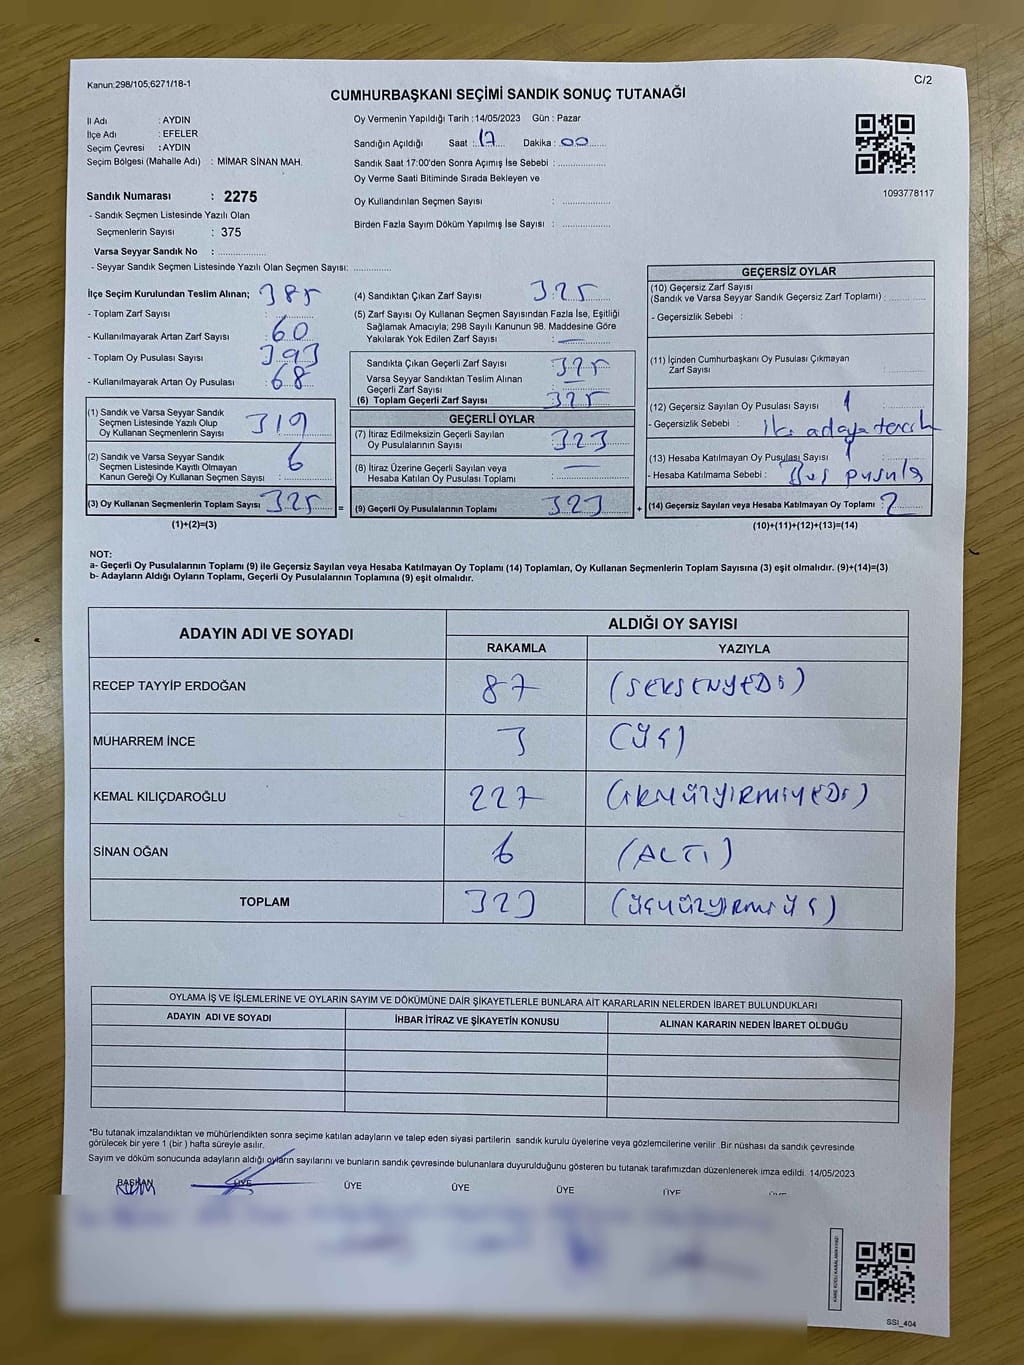 Kanun:298/105,6271/18-1
C/2
CUMHURBAŞKANI SEÇİMİ SANDIK SONUÇ TUTANAĞI
İl Adı : AYDIN
İlçe Adı : EFELER
Seçim Çevresi : AYDIN
Seçim Bölgesi (Mahalle Adı) : MİMAR SİNAN MAH.
Oy Vermenin Yapıldığı Tarih : 14/05/2023 Gün : Pazar
Sandığın Açıldığı Saat : 17 Dakika : 00
Sandık Saat 17:00'den Sonra Açımış İse Sebebi :
Oy Verme Saati Bitiminde Sırada Bekleyen ve
Oy Kullandırılan Seçmen Sayısı :
Birden Fazla Sayım Döküm Yapılmış İse Sayısı :
1093778117
Sandık Numarası : 2275
- Sandık Seçmen Listesinde Yazılı Olan
Seçmenlerin Sayısı : 375
Varsa Seyyar Sandık No :
- Seyyar Sandık Seçmen Listesinde Yazılı Olan Seçmen Sayısı:
İlçe Seçim Kurulundan Teslim Alınan; 385
- Toplam Zarf Sayısı :
- Kullanılmayarak Artan Zarf Sayısı : 60
- Toplam Oy Pusulası Sayısı : 393
- Kullanılmayarak Artan Oy Pusulası : 68
(1) Sandık ve Varsa Seyyar Sandık
Seçmen Listesinde Yazılı Olup
Oy Kullanan Seçmenlerin Sayısı : 319
(2) Sandık ve Varsa Seyyar Sandık
Seçmen Listesinde Kayıtlı Olmayan
Kanun Gereği Oy Kullanan Seçmen Sayısı : 6
(3) Oy Kullanan Seçmenlerin Toplam Sayısı : 325
(1)+(2)=(3)
(4) Sandıktan Çıkan Zarf Sayısı 325
(5) Zarf Sayısı Oy Kullanan Seçmen Sayısından Fazla İse, Eşitliği
Sağlamak Amacıyla; 298 Sayılı Kanunun 98. Maddesine Göre
Yakılarak Yok Edilen Zarf Sayısı : —
Sandıkta Çıkan Geçerli Zarf Sayısı 325
Varsa Seyyar Sandıktan Teslim Alınan
Geçerli Zarf Sayısı —
(6) Toplam Geçerli Zarf Sayısı 325
GEÇERLİ OYLAR
(7) İtiraz Edilmeksizin Geçerli Sayılan
Oy Pusulalarının Sayısı : 323
(8) İtiraz Üzerine Geçerli Sayılan veya
Hesaba Katılan Oy Pusulası Toplamı : —
= (9) Geçerli Oy Pusulalarının Toplamı 323 +
GEÇERSİZ OYLAR
(10) Geçersiz Zarf Sayısı
(Sandık ve Varsa Seyyar Sandık Geçersiz Zarf Toplamı) :
- Geçersizlik Sebebi :
(11) İçinden Cumhurbaşkanı Oy Pusulası Çıkmayan
Zarf Sayısı :
(12) Geçersiz Sayılan Oy Pusulası Sayısı : 1
- Geçersizlik Sebebi : iki adaya tercih
(13) Hesaba Katılmayan Oy Pusulası Sayısı : 1
- Hesaba Katılmama Sebebi : Boş pusula
(14) Geçersiz Sayılan veya Hesaba Katılmayan Oy Toplamı : 2
(10)+(11)+(12)+(13)=(14)
NOT:
a- Geçerli Oy Pusulalarının Toplamı (9) ile Geçersiz Sayılan veya Hesaba Katılmayan Oy Toplamı (14) Toplamları, Oy Kullanan Seçmenlerin Toplam Sayısına (3) eşit olmalıdır. (9)+(14)=(3)
b- Adayların Aldığı Oyların Toplamı, Geçerli Oy Pusulalarının Toplamına (9) eşit olmalıdır.
ADAYIN ADI VE SOYADI ALDIĞI OY SAYISI
RAKAMLA YAZIYLA
RECEP TAYYİP ERDOĞAN 87 (SEKSENYEDİ)
MUHARREM İNCE 3 (ÜÇ)
KEMAL KILIÇDAROĞLU 227 (İKİYÜZYİRMİYEDİ)
SİNAN OĞAN 6 (ALTI)
TOPLAM 323 (ÜÇYÜZYİRMİÜÇ)
OYLAMA İŞ VE İŞLEMLERİNE VE OYLARIN SAYIM VE DÖKÜMÜNE DAİR ŞİKAYETLERLE BUNLARA AİT KARARLARIN NELERDEN İBARET BULUNDUKLARI
ADAYIN ADI VE SOYADI İHBAR İTİRAZ VE ŞİKAYETİN KONUSU ALINAN KARARIN NEDEN İBARET OLDUĞU
*Bu tutanak imzalandıktan ve mühürlendikten sonra seçime katılan adayların ve talep eden siyasi partilerin sandık kurulu üyelerine veya gözlemcilerine verilir Bir nüshası da sandık çevresinde
görülecek bir yere 1 (bir ) hafta süreyle asılır.
Sayım ve döküm sonucunda adayların aldığı oyların sayılarını ve bunların sandık çevresinde bulunanlara duyurulduğunu gösteren bu tutanak tarafımızdan düzenlenerek imza edildi. 14/05/2023
BAŞKAN ÜYE ÜYE ÜYE ÜYE ÜYE
SSI_404